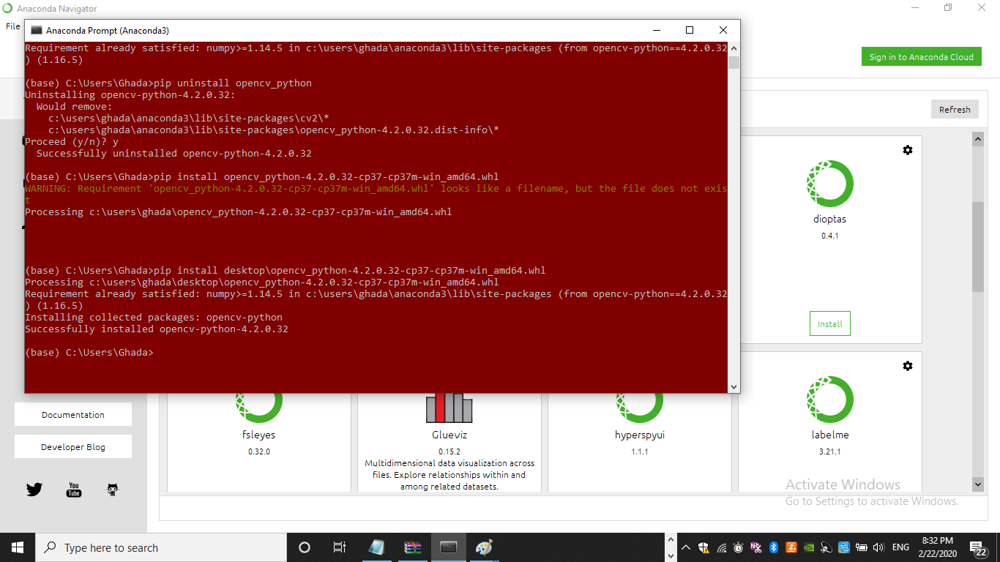 Anaconda Navigator
File
Anaconda Prompt (Anaconda3)
Requirement already satisfied: numpy>=1.14.5 in c:\users\ghada\anaconda3\lib\site-packages (from opencv-python==4.2.0.32
) (1.16.5)
(base) C:\Users\Ghada>pip uninstall opencv_python
Uninstalling opencv-python-4.2.0.32:
Would remove:
c:\users\ghada\anaconda3\lib\site-packages\cv2\*
c:\users\ghada\anaconda3\lib\site-packages\opencv_python-4.2.0.32.dist-info\*
Proceed (y/n)? y
Successfully uninstalled opencv-python-4.2.0.32
(base) C:\Users\Ghada>pip install opencv_python-4.2.0.32-cp37-cp37m-win_amd64.whl
WARNING: Requirement 'opencv_python-4.2.0.32-cp37-cp37m-win_amd64.whl' looks like a filename, but the file does not exis
t
Processing c:\users\ghada\opencv_python-4.2.0.32-cp37-cp37m-win_amd64.whl
(base) C:\Users\Ghada>pip install desktop\opencv_python-4.2.0.32-cp37-cp37m-win_amd64.whl
Processing c:\users\ghada\desktop\opencv_python-4.2.0.32-cp37-cp37m-win_amd64.whl
Requirement already satisfied: numpy>=1.14.5 in c:\users\ghada\anaconda3\lib\site-packages (from opencv-python==4.2.0.32
) (1.16.5)
Installing collected packages: opencv-python
Successfully installed opencv-python-4.2.0.32
(base) C:\Users\Ghada>
Sign in to Anaconda Cloud
Refresh
dioptas
0.4.1
Install
Documentation
Developer Blog
You Tube
fsleyes
0.32.0
Glueviz
0.15.2
Multidimensional data visualization across
files. Explore relationships within and
among related datasets.
hyperspyui
1.1.1
labelme
3.21.1
Activate Windows
Go to Settings to activate Windows.
Type here to search
ENG
8:32 PM
2/22/2020
22